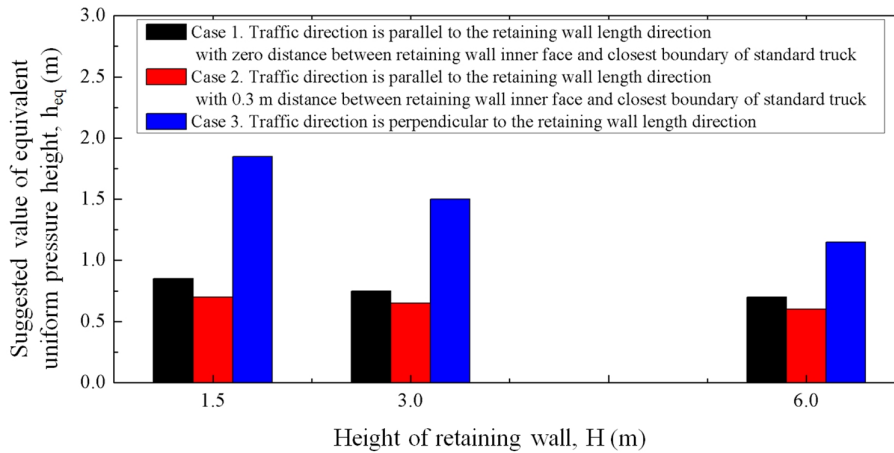 3.0
2.5
2.0
1.5
1.0
0.5
0.0
Suggested value of equivalent
uniform pressure height, h_eq (m)
Case 1. Traffic direction is parallel to the retaining wall length direction
with zero distance between retaining wall inner face and closest boundary of standard truck
Case 2. Traffic direction is parallel to the retaining wall length direction
with 0.3 m distance between retaining wall inner face and closest boundary of standard truck
Case 3. Traffic direction is perpendicular to the retaining wall length direction
1.5 3.0 6.0
Height of retaining wall, H (m)